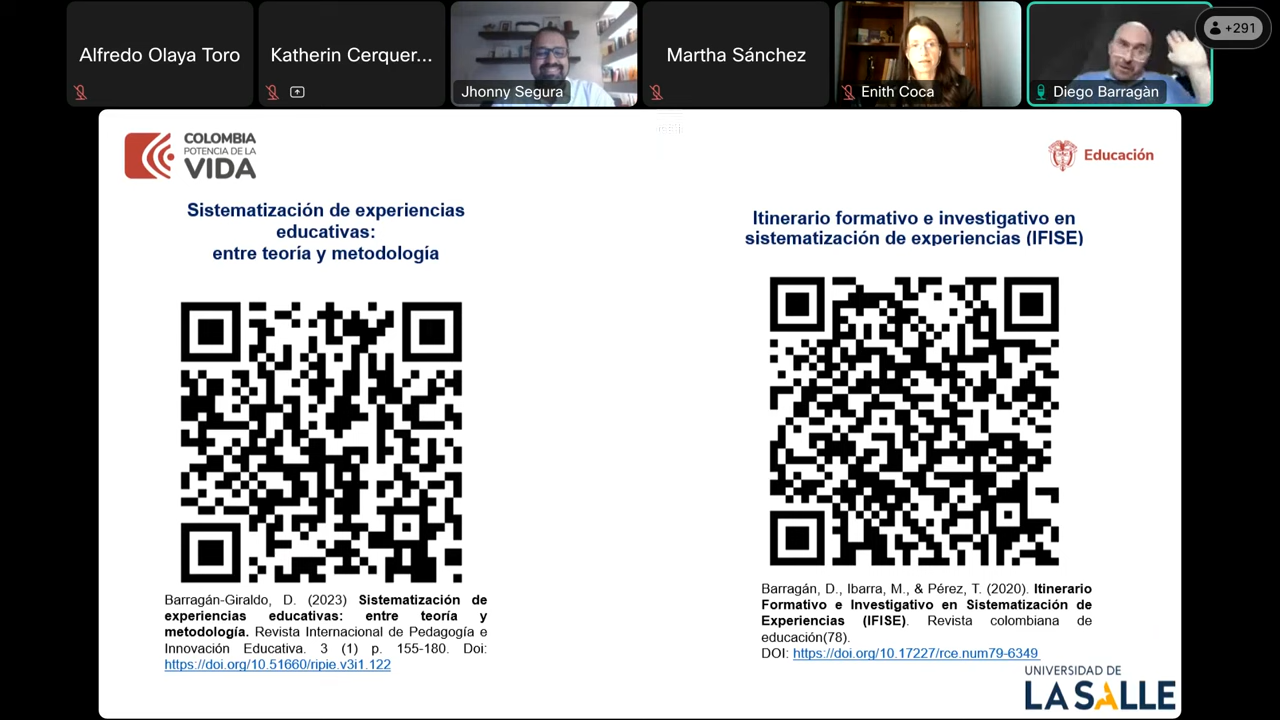 Alfredo Olaya Toro
Katherin Cerquer...
Jhonny Segura
Martha Sánchez
Enith Coca
Diego Barragàn
+291
COLOMBIA
POTENCIA DE LA
VIDA
Educación
Sistematización de experiencias
educativas:
entre teoría y metodología
Barragán-Giraldo, D. (2023) Sistematización de
experiencias educativas: entre teoría y
metodología. Revista Internacional de Pedagogía e
Innovación Educativa. 3 (1) p. 155-180. Doi:
https://doi.org/10.51660/ripie.v3i1.122
Itinerario formativo e investigativo en
sistematización de experiencias (IFISE)
Barragán, D., Ibarra, M., & Pérez, T. (2020). Itinerario
Formativo e Investigativo en Sistematización de
Experiencias (IFISE). Revista colombiana de
educación(78).
DOI: https://doi.org/10.17227/rce.num79-6349
UNIVERSIDAD DE
LASALLE